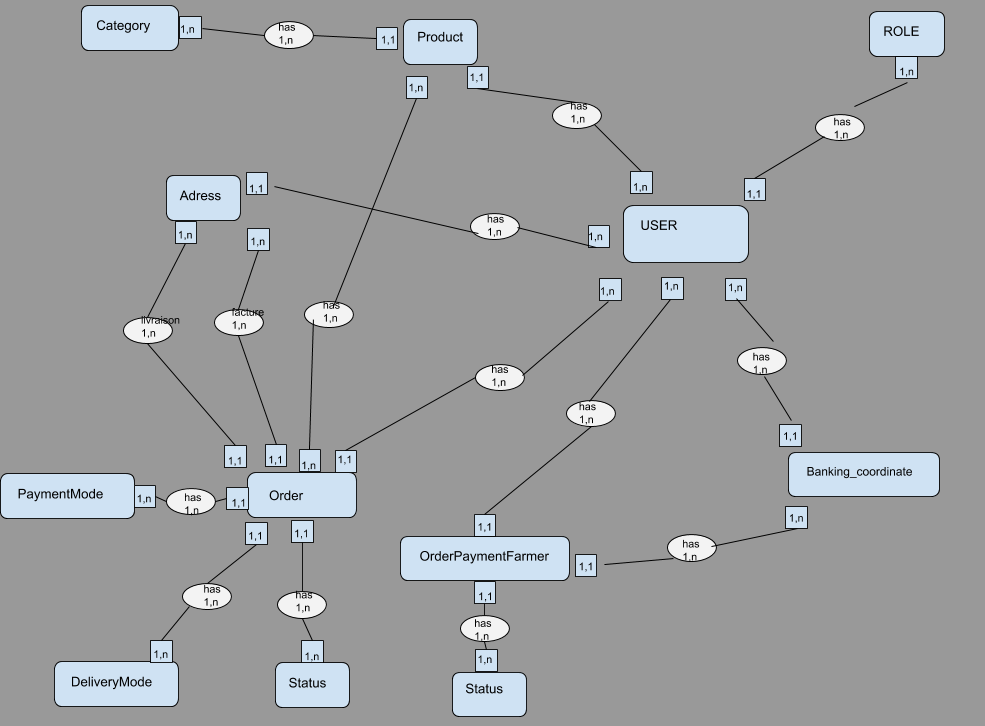 Category
1,n
has
1,n
1,1
Product
ROLE
1,n
1,1
1,n
has
1,n
has
1,n
Adress
1,1
1,n
1,1
USER
has
1,n
1,n
1,n
1,n
livraison
1,n
facture
1,n
has
1,n
1,n
1,n
1,n
has
1,n
has
1,n
has
1,n
1,1
1,1
1,1
1,n
1,1
PaymentMode
1,n
has
1,n
1,1
Order
Banking_coordinate
1,1
1,1
1,1
1,n
OrderPaymentFarmer
1,1
has
1,n
has
1,n
has
1,n
1,1
has
1,n
1,n
1,n
1,n
DeliveryMode
Status
Status